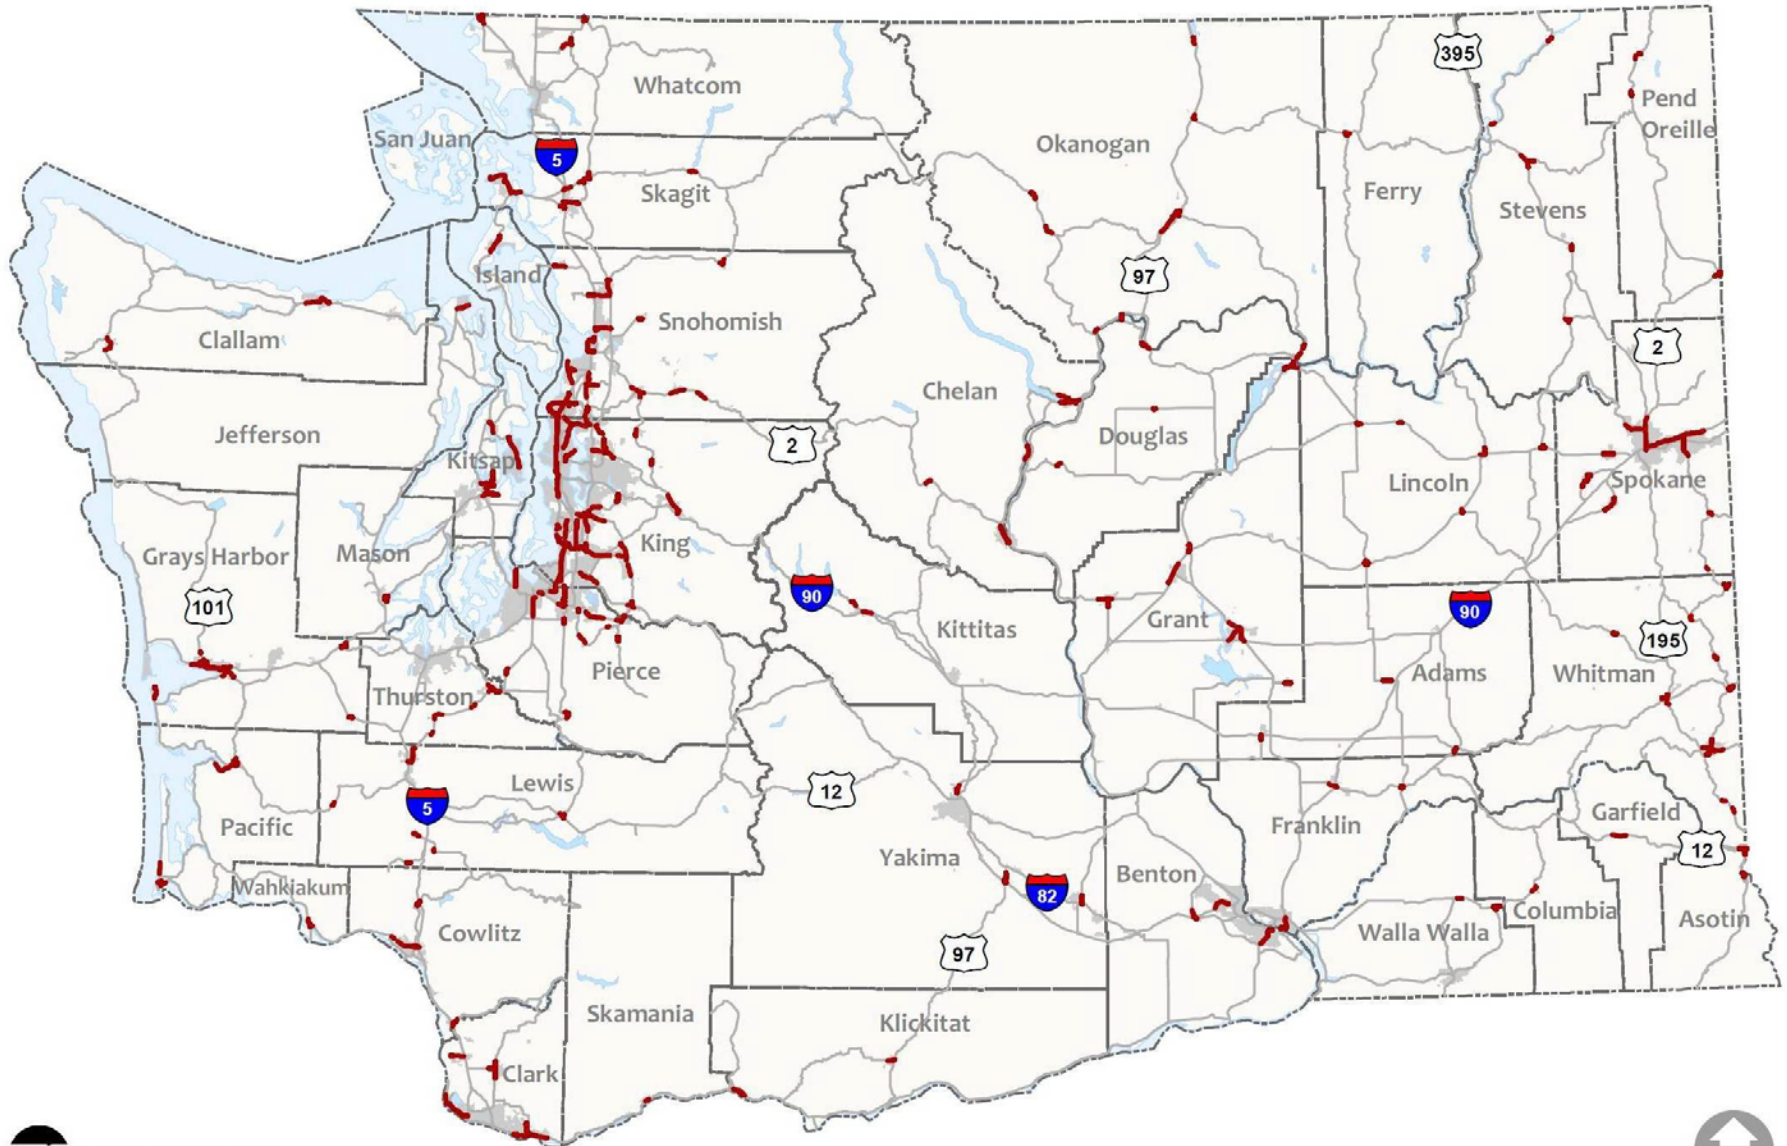 395
Whatcom
Pend
Oreille
San Juan
Okanogan
5
Skagit
Ferry
Stevens
Island
97
Snohomish
Clallam
2
Chelan
Jefferson
2
Douglas
Kitsap
Lincoln
Spokane
King
Grays Harbor
Mason
90
101
90
Grant
Kittitas
195
Pierce
Adams
Whitman
Thurston
Lewis
12
5
Garfield
Pacific
Franklin
12
Yakima
Benton
Wahkiakum
82
Columbia
Asotin
Cowlitz
Walla Walla
97
Skamania
Klickitat
Clark